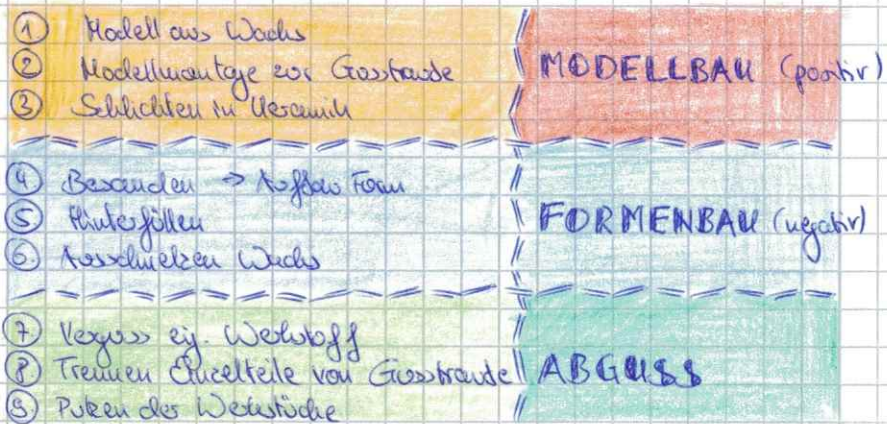 ① Modell aus Wachs
② Modellmontage zur Gusstraube
③ Schlichten in Keramik
MODELLBAU (positiv)
④ Besanden → Aufbau Form
⑤ Hinterfüllen
⑥ Ausschmelzen Wachs
FORMENBAU (negativ)
⑦ Verguss eig. Werkstoff
⑧ Trennen Einzelteile von Gusstraube
⑨ Putzen der Werkstücke
ABGUSS